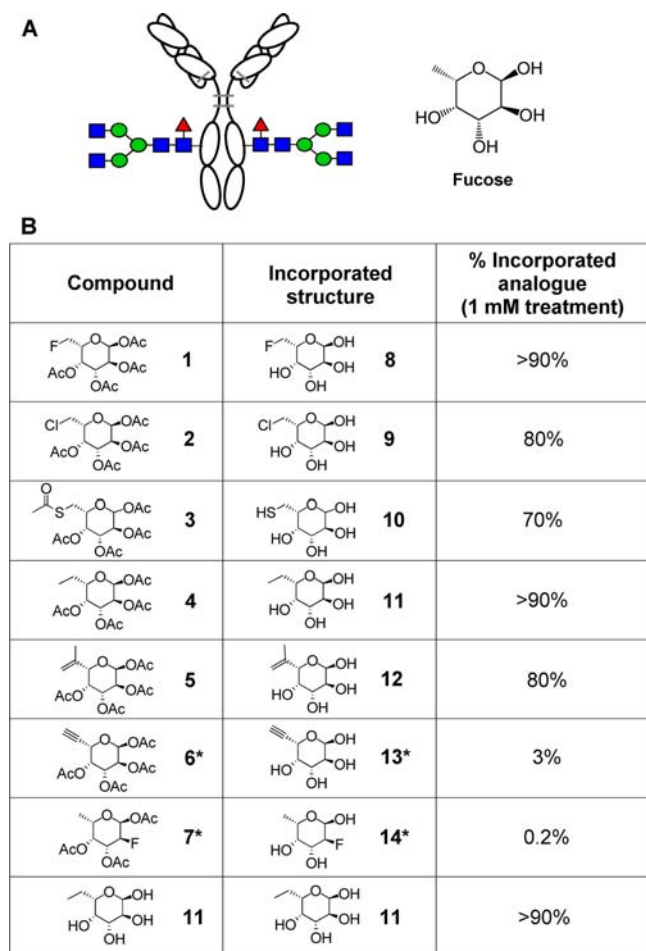 A
O
OH
HO
OH
OH
Fucose
B
Compound
Incorporated structure
% Incorporated analogue (1 mM treatment)
F O OAc
AcO OAc
OAc
1
F O OH
HO OH
OH
8
>90%
Cl O OAc
AcO OAc
OAc
2
Cl O OH
HO OH
OH
9
80%
O
S O OAc
AcO OAc
OAc
3
HS O OH
HO OH
OH
10
70%
O OAc
AcO OAc
OAc
4
O OH
HO OH
OH
11
>90%
O OAc
AcO OAc
OAc
5
O OH
HO OH
OH
12
80%
O OAc
AcO OAc
OAc
6*
O OH
HO OH
OH
13*
3%
O OAc
AcO F
OAc
7*
O OH
HO F
OH
14*
0.2%
O OH
HO OH
OH
11
O OH
HO OH
OH
11
>90%